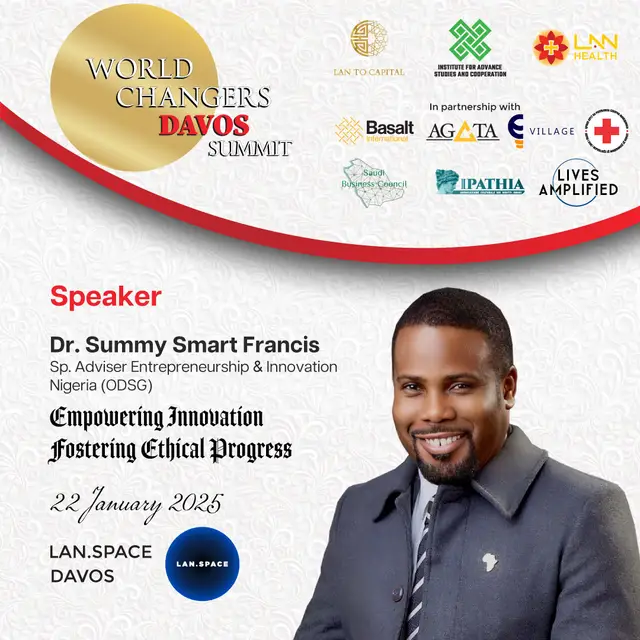 WORLD
CHANGERS
DAVOS
SUMMIT
LAN TO CAPITAL
INSTITUTE FOR ADVANCE
STUDIES AND COOPERATION
LAN
HEALTH
In partnership with
Basalt
International
AGATA
E VILLAGE
Saudi
Business Council
IPATHIA
LIVES
AMPLIFIED
Speaker
Dr. Summy Smart Francis
Sp. Adviser Entrepreneurship & Innovation
Nigeria (ODSG)
Empowering Innovation
Fostering Ethical Progress
22 January 2025
LAN.SPACE
DAVOS
LAN.SPACE